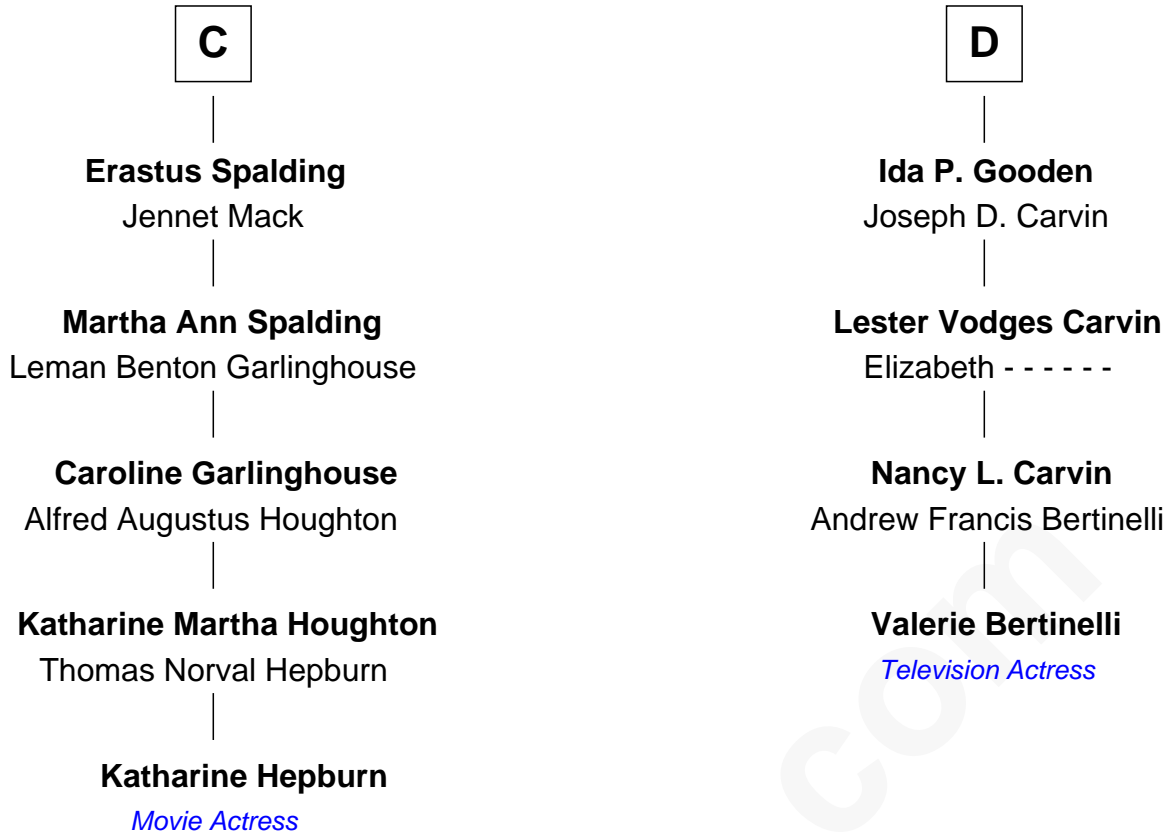 C
Erastus Spalding
Jennet Mack
Martha Ann Spalding
Leman Benton Garlinghouse
Caroline Garlinghouse
Alfred Augustus Houghton
Katharine Martha Houghton
Thomas Norval Hepburn
Katharine Hepburn
Movie Actress
D
Ida P. Gooden
Joseph D. Carvin
Lester Vodges Carvin
Elizabeth - - - - - -
Nancy L. Carvin
Andrew Francis Bertinelli
Valerie Bertinelli
Television Actress
com